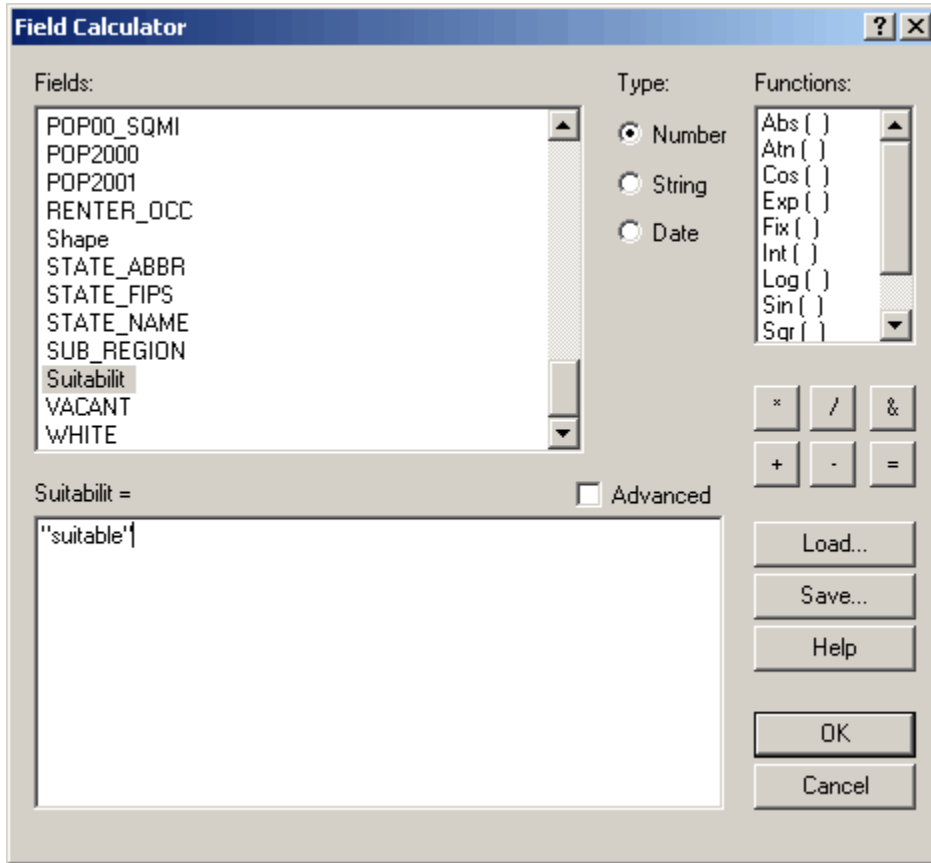 Field Calculator
Fields:
Type:
Functions:
POP00_SQMI
POP2000
POP2001
RENTER_OCC
Shape
STATE_ABBR
STATE_FIPS
STATE_NAME
SUB_REGION
Suitabilit
VACANT
WHITE
Number
String
Date
Abs ( )
Atn ( )
Cos ( )
Exp ( )
Fix ( )
Int ( )
Log ( )
Sin ( )
Sqr ( )
* / &
+ - =
Suitabilit =
Advanced
"suitable"
Load...
Save...
Help
OK
Cancel